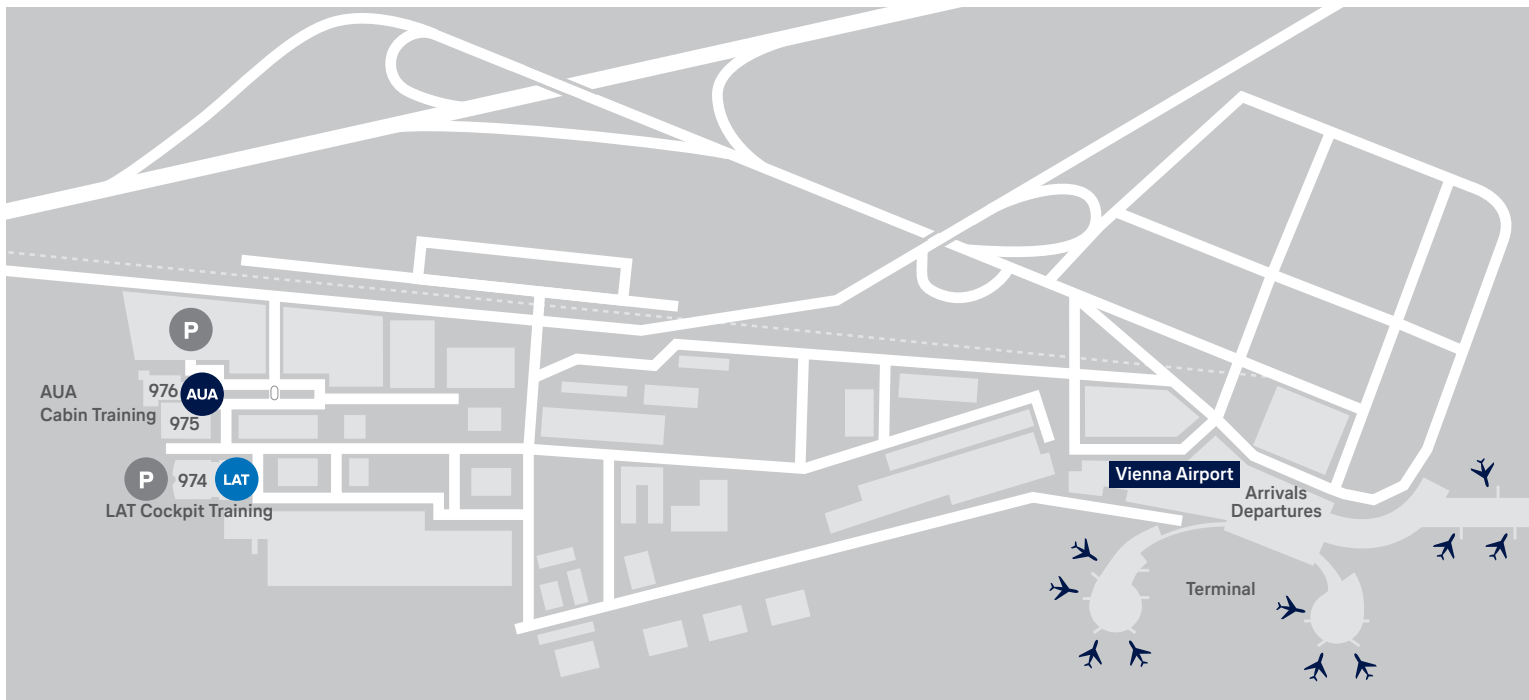 P
AUA
Cabin Training
976
AUA
975
P
974
LAT
LAT Cockpit Training
Vienna Airport
Arrivals
Departures
Terminal